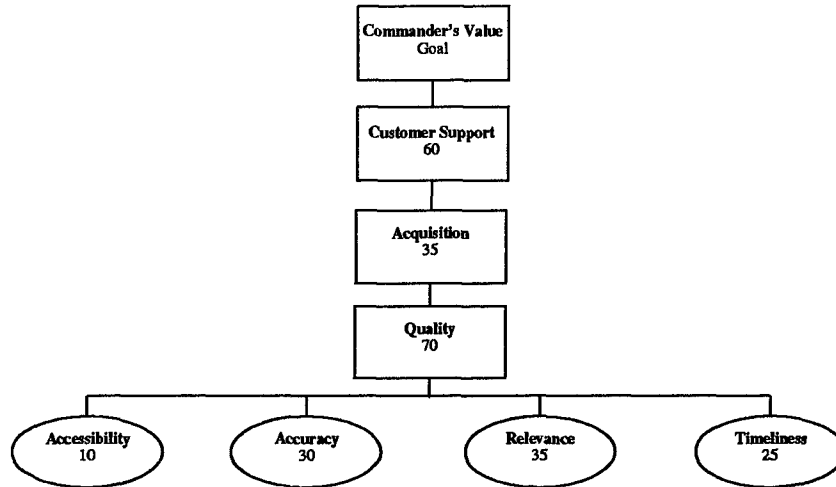 Commander's Value
Goal
Customer Support
60
Acquisition
35
Quality
70
Accessibility
10
Accuracy
30
Relevance
35
Timeliness
25